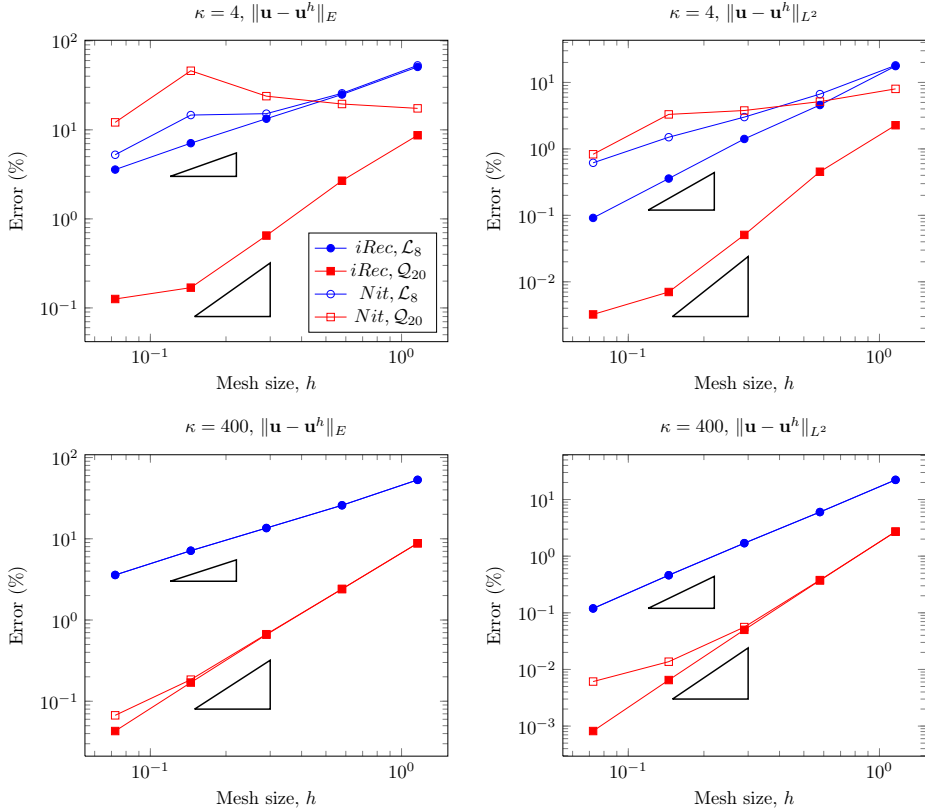 κ = 4, ‖u − u^h‖_E
10^2
10^1
10^0
10^−1
Error (%)
iRec, ℒ_8
iRec, 𝒬_20
Nit, ℒ_8
Nit, 𝒬_20
10^−1
10^0
Mesh size, h
κ = 4, ‖u − u^h‖_{L^2}
10^1
10^0
10^−1
10^−2
Error (%)
10^−1
10^0
Mesh size, h
κ = 400, ‖u − u^h‖_E
10^2
10^1
10^0
10^−1
Error (%)
10^−1
10^0
Mesh size, h
κ = 400, ‖u − u^h‖_{L^2}
10^1
10^0
10^−1
10^−2
10^−3
Error (%)
10^−1
10^0
Mesh size, h